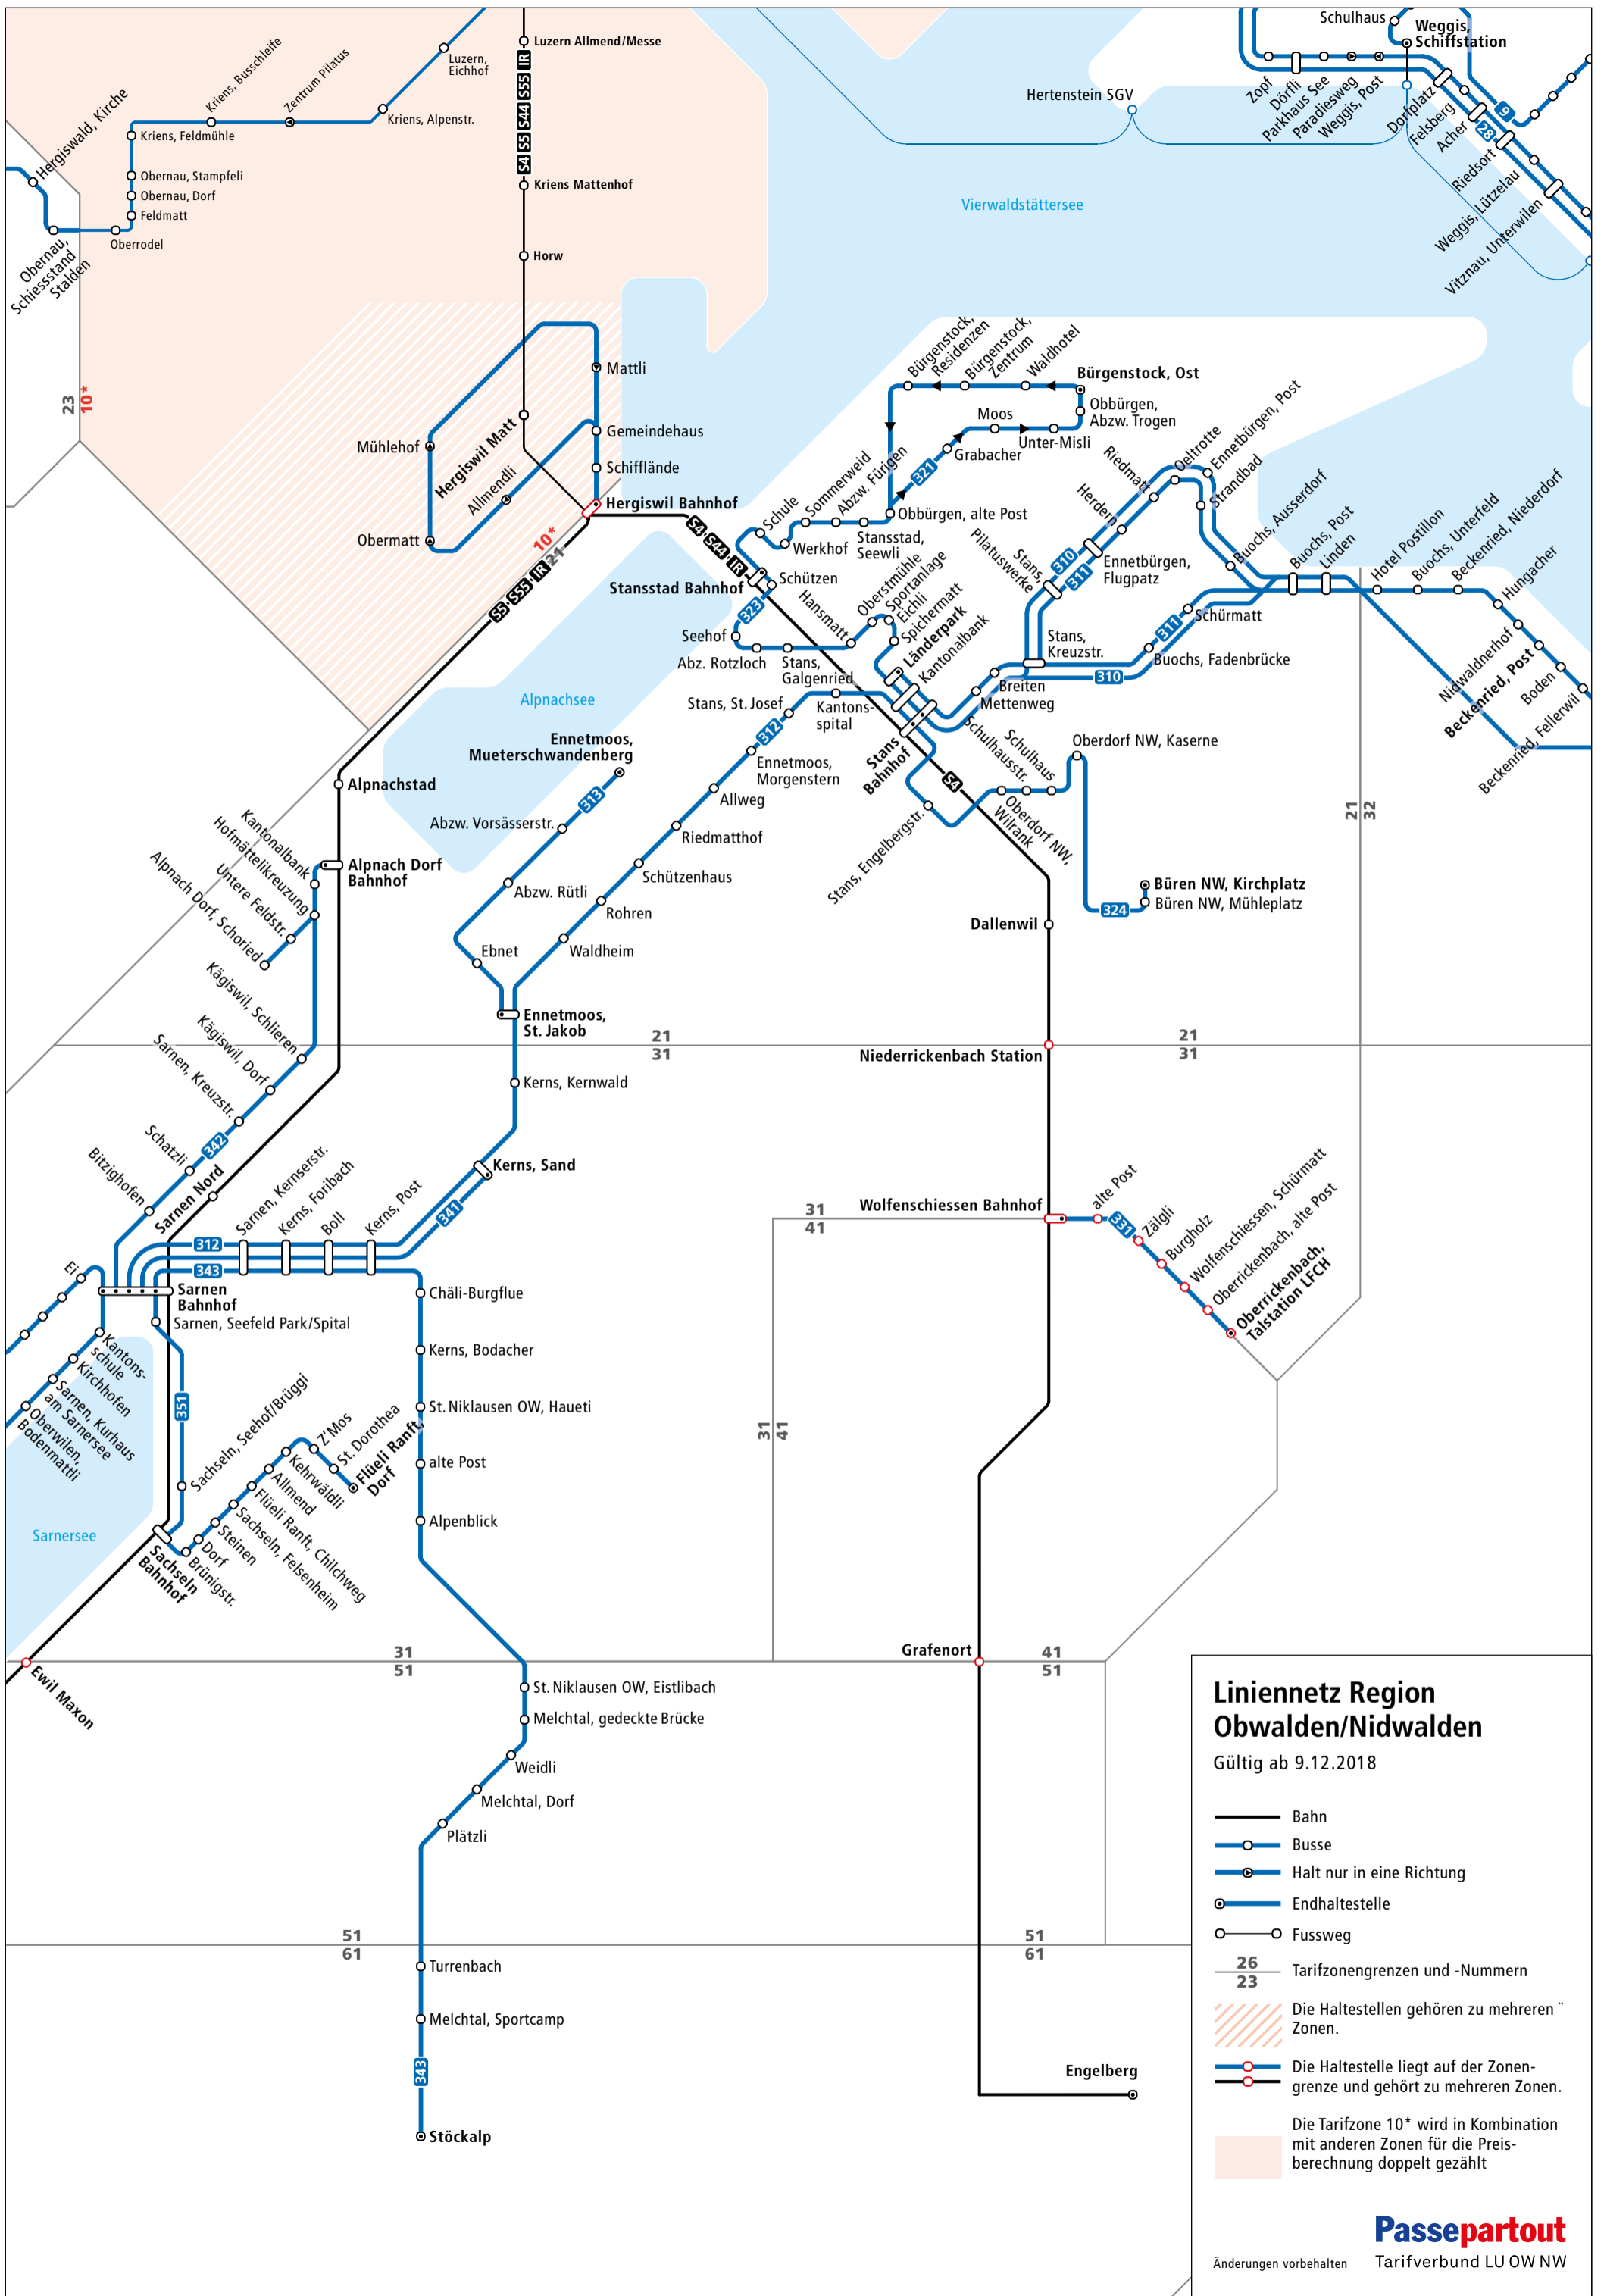 Luzern Allmend/Messe
Luzern,
Eichhof
Kriens, Busschleife
Zentrum Pilatus
Kriens, Alpenstr.
Hergiswald, Kirche
Kriens, Feldmühle
Obernau, Stampfeli
Obernau, Dorf
Feldmatt
Oberrodel
Obernau,
Schiessstand
Stalden
S4 S5 S44 S55 IR
Kriens Mattenhof
Horw
23
10*
Hertenstein SGV
Vierwaldstättersee
Schulhaus
Weggis,
Schiffstation
Zopf
Dörfli
Parkhaus See
Paradiesweg
Weggis, Post
Dorfplatz
Felsberg
Acher
Riedsort
Weggis, Lützelau
Vitznau, Unterwilen
9
28
Mattli
Mühlehof
Hergiswil Matt
Gemeindehaus
Schifflände
Allmendli
Hergiswil Bahnhof
Obermatt
10*
21
S5 S55 IR
S4 S44 IR
Bürgenstock,
Residenzen
Bürgenstock,
Zentrum
Waldhotel
Bürgenstock, Ost
Obbürgen,
Abzw. Trogen
Moos
Unter-Misli
Grabacher
321
Obbürgen, alte Post
Abzw. Fürigen
Sommerweid
Stansstad,
Seewli
Schule
Werkhof
Schützen
Stansstad Bahnhof
323
Seehof
Abz. Rotzloch
Stans,
Galgenried
Hansmatt
Oberstmühle
Sportanlage
Eichli
Spichermatt
Länderpark
Kantonalbank
Pilatuswerke
Stans
Herdern
Riedmatt
Oeltrotte
Ennetbürgen, Post
Strandbad
310
311
Ennetbürgen,
Flugpatz
Buochs, Ausserdorf
Buochs, Post
Linden
Hotel Postillon
Buochs, Unterfeld
Beckenried, Niederdorf
Hungacher
Nidwaldnerhof
Beckenried, Post
Boden
Beckenried, Fellerwil
Schürmatt
311
Stans,
Kreuzstr.
Buochs, Fadenbrücke
310
Breiten
Mettenweg
Alpnachsee
Stans, St. Josef
Kantons-
spital
312
Ennetmoos,
Morgenstern
Allweg
Riedmatthof
Schützenhaus
Rohren
Waldheim
Stans
Bahnhof
Schulhausstr.
Schulhaus
Oberdorf NW, Kaserne
S4
Stans, Engelbergstr.
Oberdorf NW,
Wilrank
324
Büren NW, Kirchplatz
Büren NW, Mühleplatz
21
32
Dallenwil
Ennetmoos,
Mueterschwandenberg
313
Abzw. Vorsässerstr.
Abzw. Rütli
Ebnet
Ennetmoos,
St. Jakob
Alpnachstad
Alpnach Dorf
Bahnhof
Kantonalbank
Hofmättelikreuzung
Untere Feldstr.
Alpnach Dorf, Schoried
Kägiswil, Schlieren
Kägiswil, Dorf
Sarnen, Kreuzstr.
342
Schatzli
Bitzighofen
Sarnen Nord
21
31
21
31
Niederrickenbach Station
Kerns, Kernwald
Kerns, Sand
341
Sarnen, Kernserstr.
Kerns, Foribach
Boll
Kerns, Post
312
343
Ei
Sarnen
Bahnhof
Sarnen, Seefeld Park/Spital
Kantons-
schule
Kirchhofen
Sarnen, Kurhaus
am Sarnersee
Oberwilen,
Bodenmattli
351
Sarnersee
Sachseln, Seehof/Brüggi
Sachseln
Bahnhof
Brünigstr.
Dorf
Steinen
Sachseln, Felsenheim
Flüeli Ranft, Chilchweg
Allmend
Kehrwäldli
Z'Mos
St. Dorothea
Flüeli Ranft,
Dorf
Chäli-Burgflue
Kerns, Bodacher
St. Niklausen OW, Haueti
alte Post
Alpenblick
Wolfenschiessen Bahnhof
31
41
alte Post
331
Zälgli
Burgholz
Wolfenschiessen, Schürmatt
Oberrickenbach, alte Post
Oberrickenbach,
Talstation LFCH
31
41
Ewil Maxon
31
51
Grafenort
41
51
St. Niklausen OW, Eistlibach
Melchtal, gedeckte Brücke
Weidli
Melchtal, Dorf
Plätzli
51
61
51
61
Turrenbach
Melchtal, Sportcamp
343
Stöckalp
Engelberg
Liniennetz Region
Obwalden/Nidwalden
Gültig ab 9.12.2018
Bahn
Busse
Halt nur in eine Richtung
Endhaltestelle
Fussweg
26
23
Tarifzonengrenzen und -Nummern
Die Haltestellen gehören zu mehreren ¨
Zonen.
Die Haltestelle liegt auf der Zonen-
grenze und gehört zu mehreren Zonen.
Die Tarifzone 10* wird in Kombination
mit anderen Zonen für die Preis-
berechnung doppelt gezählt
Passepartout
Tarifverbund LU OW NW
Änderungen vorbehalten